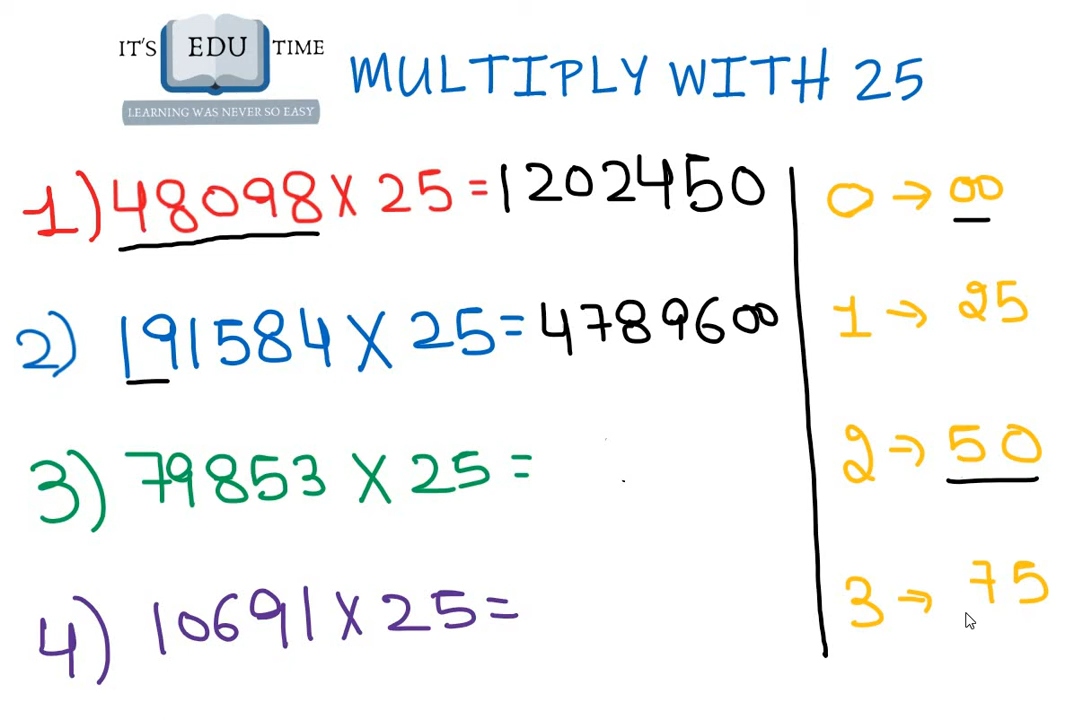 IT'S EDU TIME
LEARNING WAS NEVER SO EASY
MULTIPLY WITH 25
1) 48098 X 25 = 1202450
2) 191584 X 25 = 4789600
3) 79853 X 25 =
4) 10691 X 25 =
0 → 00
1 → 25
2 → 50
3 → 75